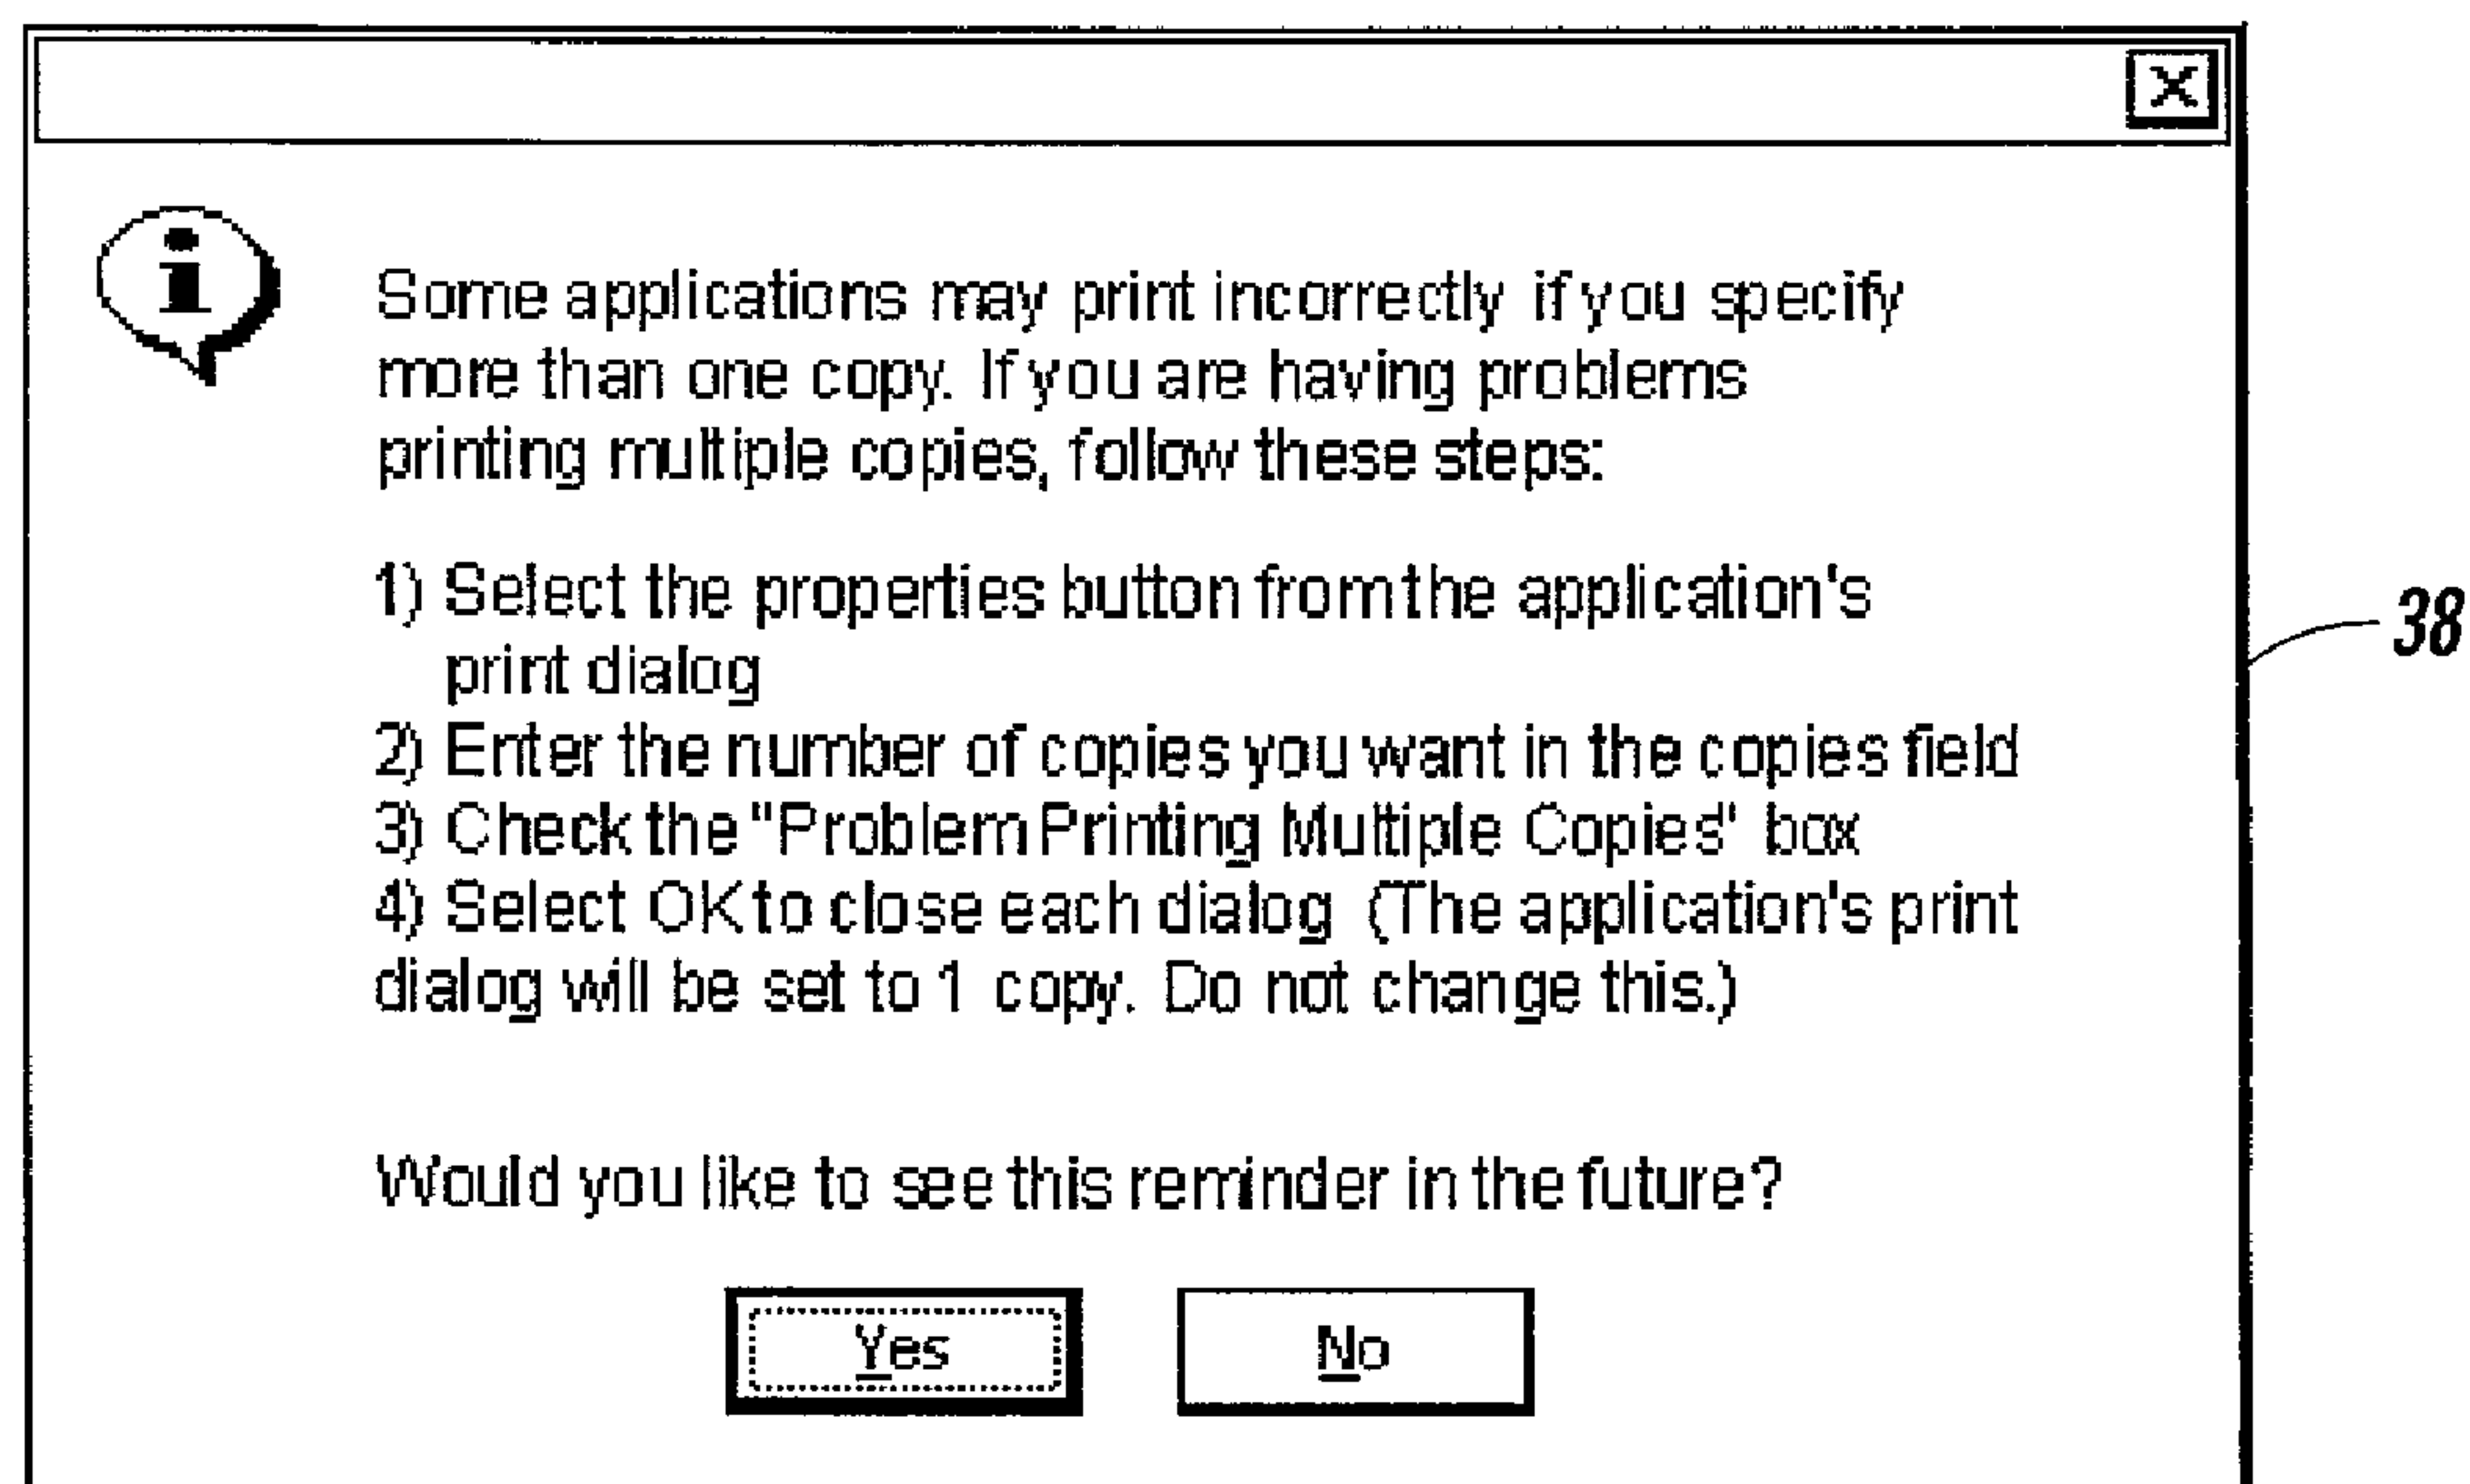 X
i
Some applications may print incorrectly if you specify
more than one copy. If you are having problems
printing multiple copies, follow these steps:
1) Select the properties button from the application's
print dialog
2) Enter the number of copies you want in the copies field
3) Check the "Problem Printing Multiple Copies" box
4) Select OK to close each dialog (The application's print
dialog will be set to 1 copy. Do not change this.)
38
Would you like to see this reminder in the future?
Yes No